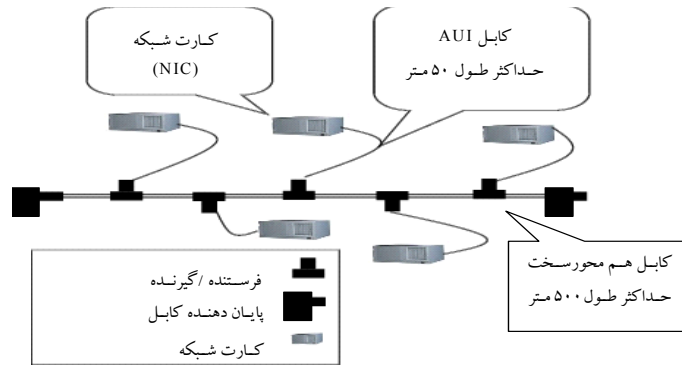 کابل AUI
حداکثر طول ۵۰ متر
کارت شبکه
(NIC)
کابل هم محورسخت
حداکثر طول ۵۰۰ متر
فرستنده /گیرنده
پایان دهنده کابل
کارت شبکه